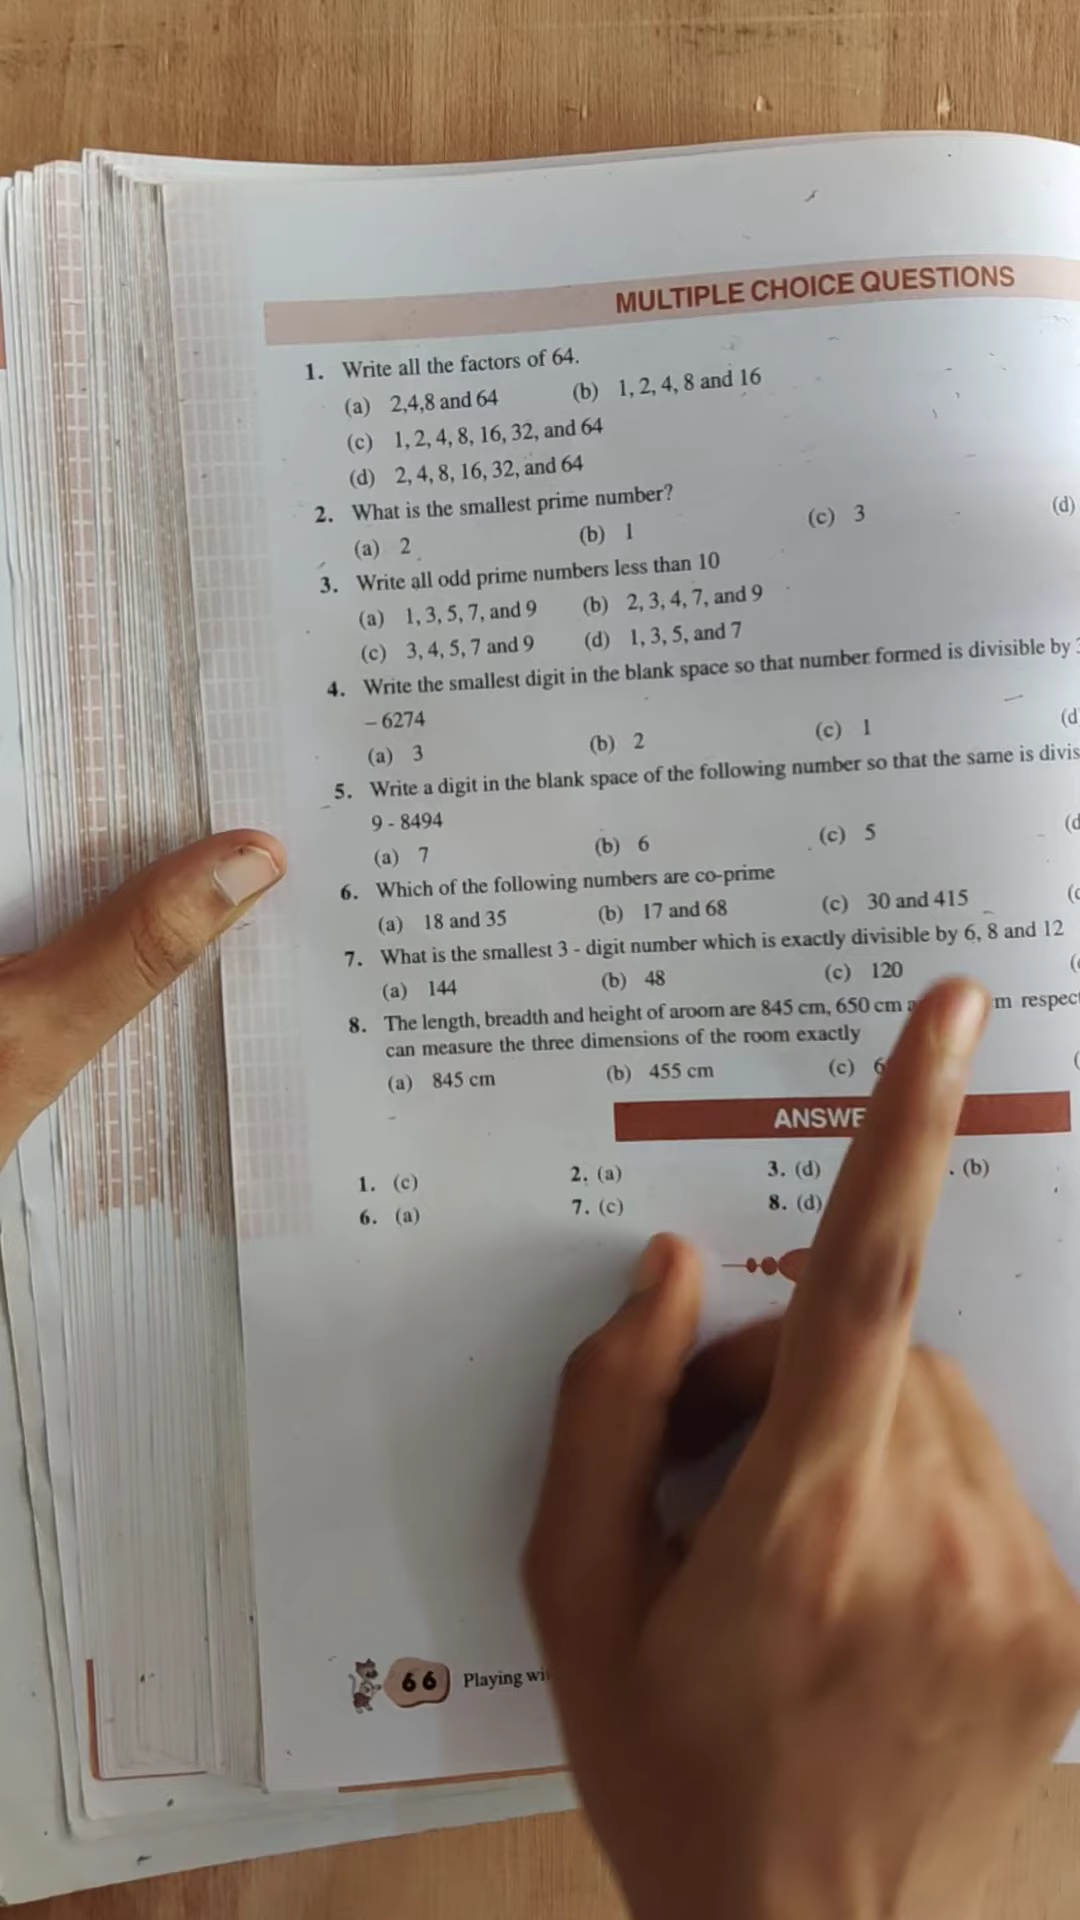 MULTIPLE CHOICE QUESTIONS
1. Write all the factors of 64.
(a) 2,4,8 and 64 (b) 1, 2, 4, 8 and 16
(c) 1, 2, 4, 8, 16, 32, and 64
(d) 2, 4, 8, 16, 32, and 64
2. What is the smallest prime number?
(a) 2 (b) 1 (c) 3 (d)
3. Write all odd prime numbers less than 10
(a) 1, 3, 5, 7, and 9 (b) 2, 3, 4, 7, and 9
(c) 3, 4, 5, 7 and 9 (d) 1, 3, 5, and 7
4. Write the smallest digit in the blank space so that number formed is divisible by
– 6274
(a) 3 (b) 2 (c) 1 (d
5. Write a digit in the blank space of the following number so that the same is
9 - 8494
(a) 7 (b) 6 (c) 5
6. Which of the following numbers are co-prime
(a) 18 and 35 (b) 17 and 68 (c) 30 and 415
7. What is the smallest 3 - digit number which is exactly divisible by 6, 8 and 12
(a) 144 (b) 48 (c) 120
8. The length, breadth and height of aroom are 845 cm, 650 cm
can measure the three dimensions of the room exactly
(a) 845 cm (b) 455 cm (c)
1. (c) 2. (a) 3. (d) . (b)
6. (a) 7. (c) 8. (d)
66 Playing